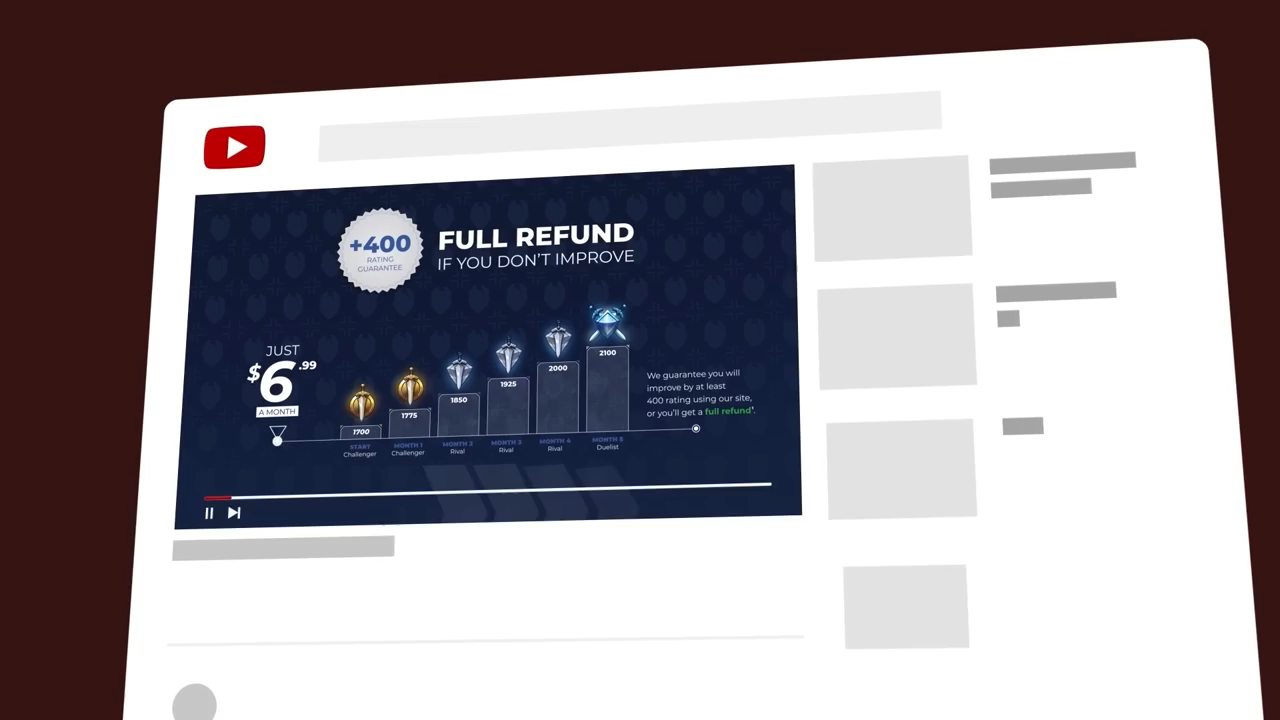 +400
RATING
GUARANTEE
FULL REFUND
IF YOU DON'T IMPROVE
JUST
$6.99
A MONTH
1700
1775
1850
1925
2000
2100
START
Challenger
MONTH 1
Challenger
MONTH 2
Rival
MONTH 3
Rival
MONTH 4
Rival
MONTH 5
Duelist
We guarantee you will
improve by at least
400 rating using our site,
or you'll get a full refund*.